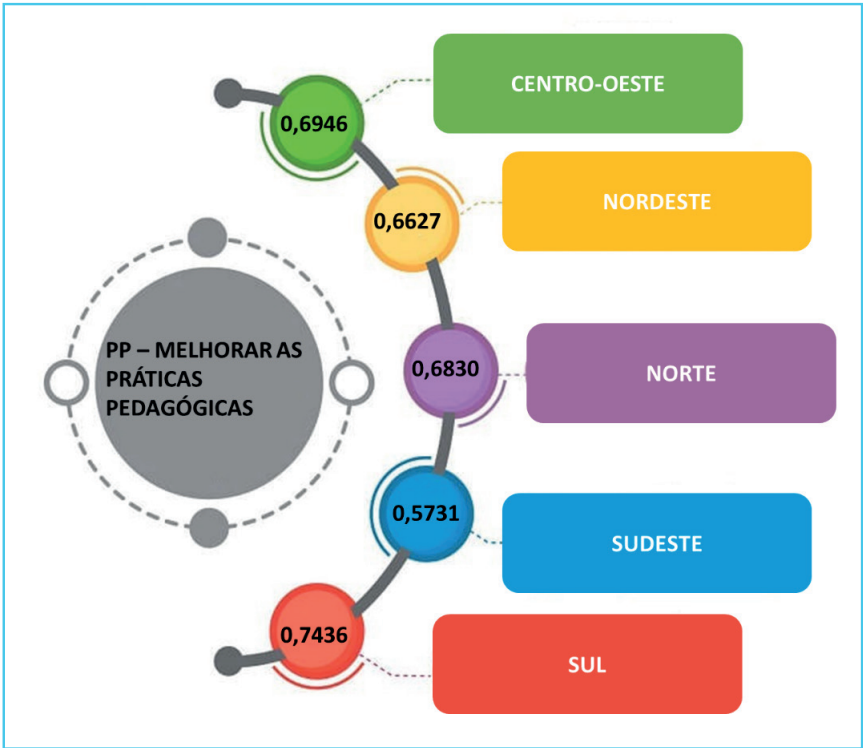 CENTRO-OESTE
0,6946
NORDESTE
0,6627
PP – MELHORAR AS
PRÁTICAS
PEDAGÓGICAS
0,6830
NORTE
0,5731
SUDESTE
0,7436
SUL